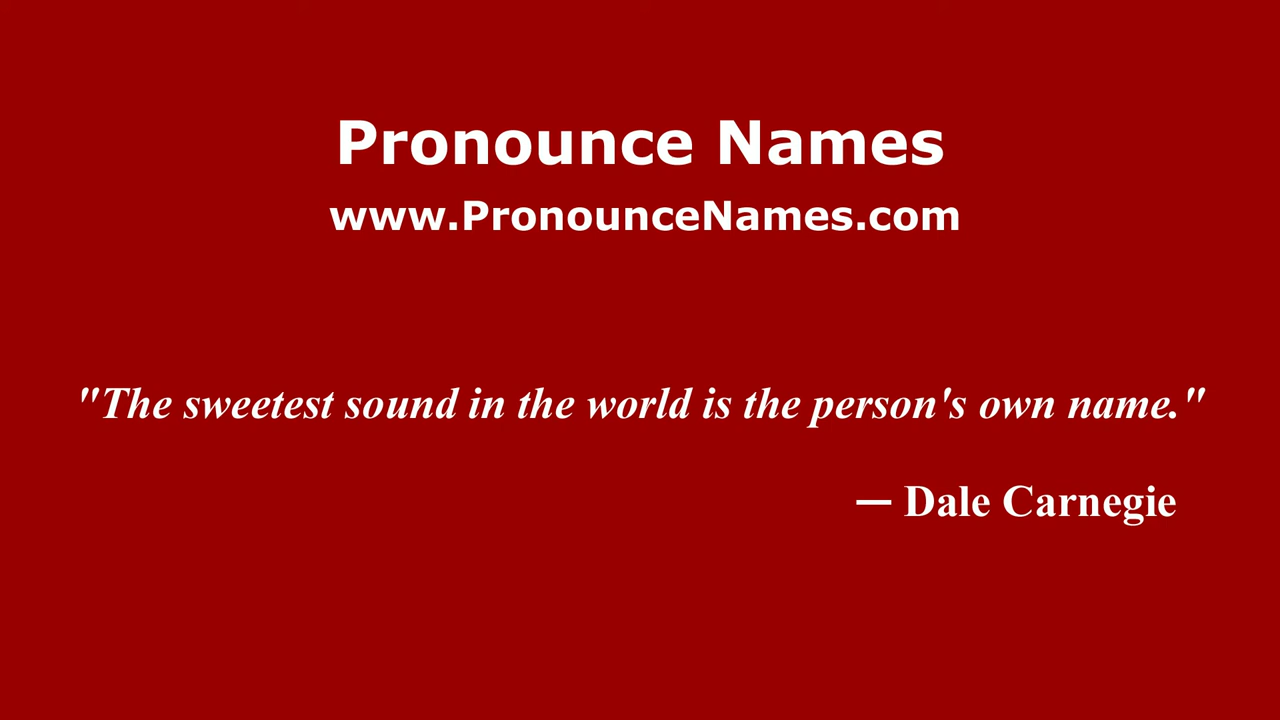 Pronounce Names
www.PronounceNames.com
"The sweetest sound in the world is the person's own name."
— Dale Carnegie